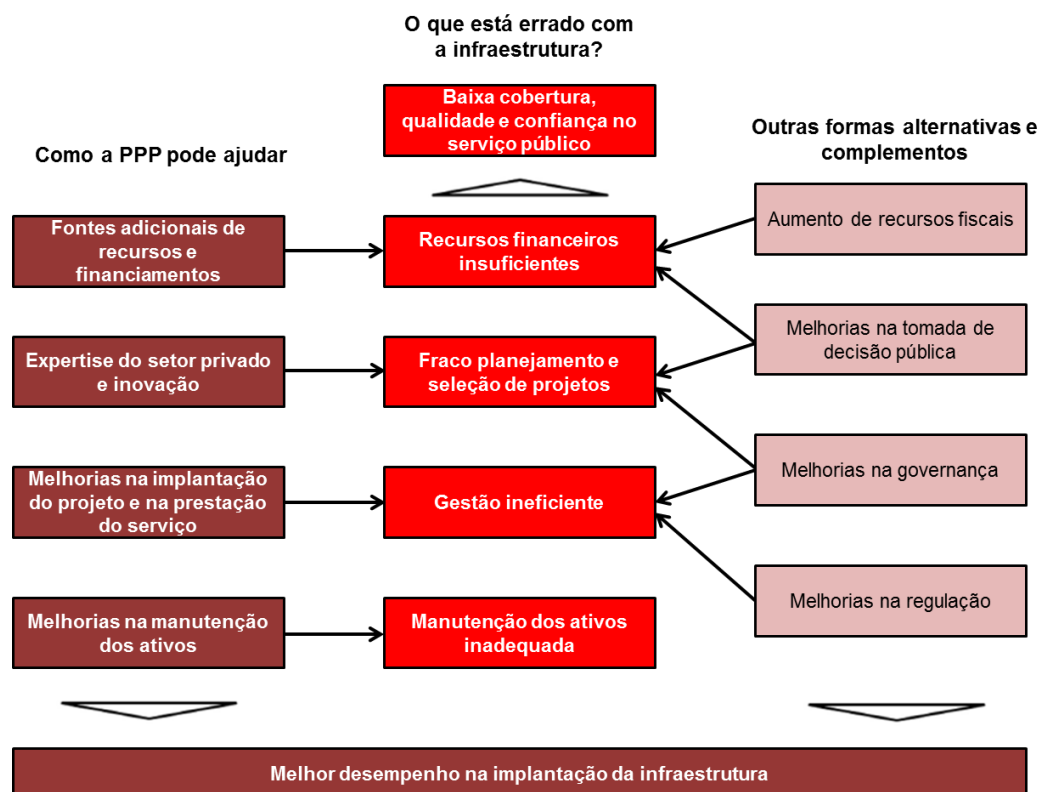 O que está errado com
a infraestrutura?
Baixa cobertura,
qualidade e confiança no
serviço público
Como a PPP pode ajudar
Outras formas alternativas e
complementos
Fontes adicionais de
recursos e
financiamentos
Recursos financeiros
insuficientes
Aumento de recursos fiscais
Expertise do setor privado
e inovação
Fraco planejamento e
seleção de projetos
Melhorias na tomada de
decisão pública
Melhorias na implantação
do projeto e na prestação
do serviço
Gestão ineficiente
Melhorias na governança
Melhorias na manutenção
dos ativos
Manutenção dos ativos
inadequada
Melhorias na regulação
Melhor desempenho na implantação da infraestrutura